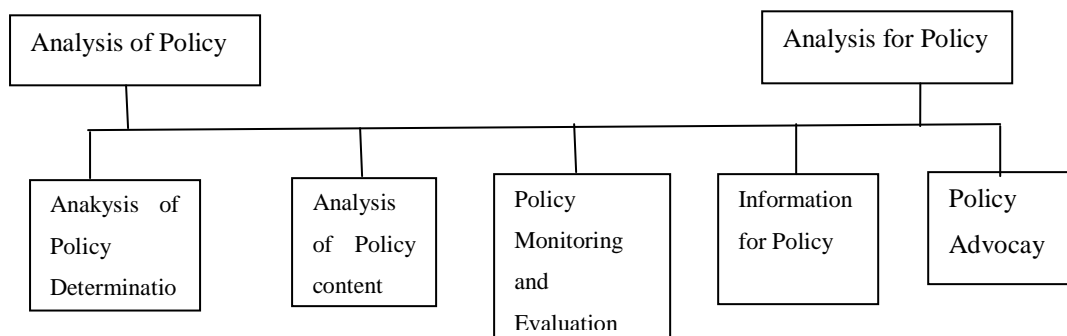 Analysis of Policy
Analysis for Policy
Anakysis of
Policy
Determinatio
Analysis
of Policy
content
Policy
Monitoring
and
Evaluation
Information
for Policy
Policy
Advocay